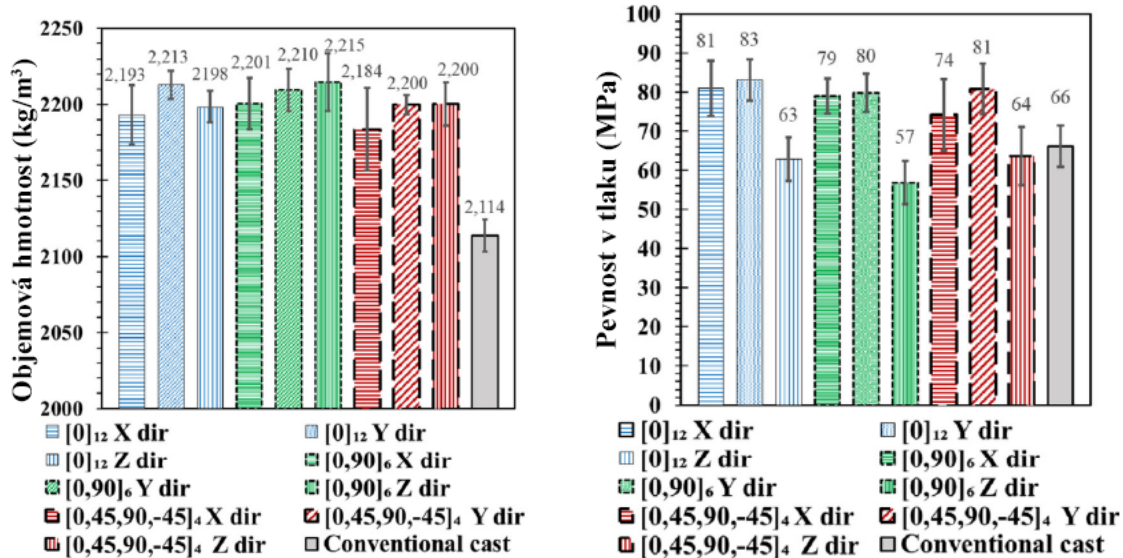 Objemová hmotnost (kg/m³)
2250
2200
2150
2100
2050
2000
2,193
2,213
2198
2,201
2,210
2,215
2,184
2,200
2,200
2,114
[0]₁₂ X dir
[0]₁₂ Y dir
[0]₁₂ Z dir
[0,90]₆ X dir
[0,90]₆ Y dir
[0,90]₆ Z dir
[0,45,90,-45]₄ X dir
[0,45,90,-45]₄ Y dir
[0,45,90,-45]₄ Z dir
Conventional cast
Pevnost v tlaku (MPa)
100
90
80
70
60
50
40
30
20
10
0
81
83
63
79
80
57
74
81
64
66
[0]₁₂ X dir
[0]₁₂ Y dir
[0]₁₂ Z dir
[0,90]₆ X dir
[0,90]₆ Y dir
[0,90]₆ Z dir
[0,45,90,-45]₄ X dir
[0,45,90,-45]₄ Y dir
[0,45,90,-45]₄ Z dir
Conventional cast